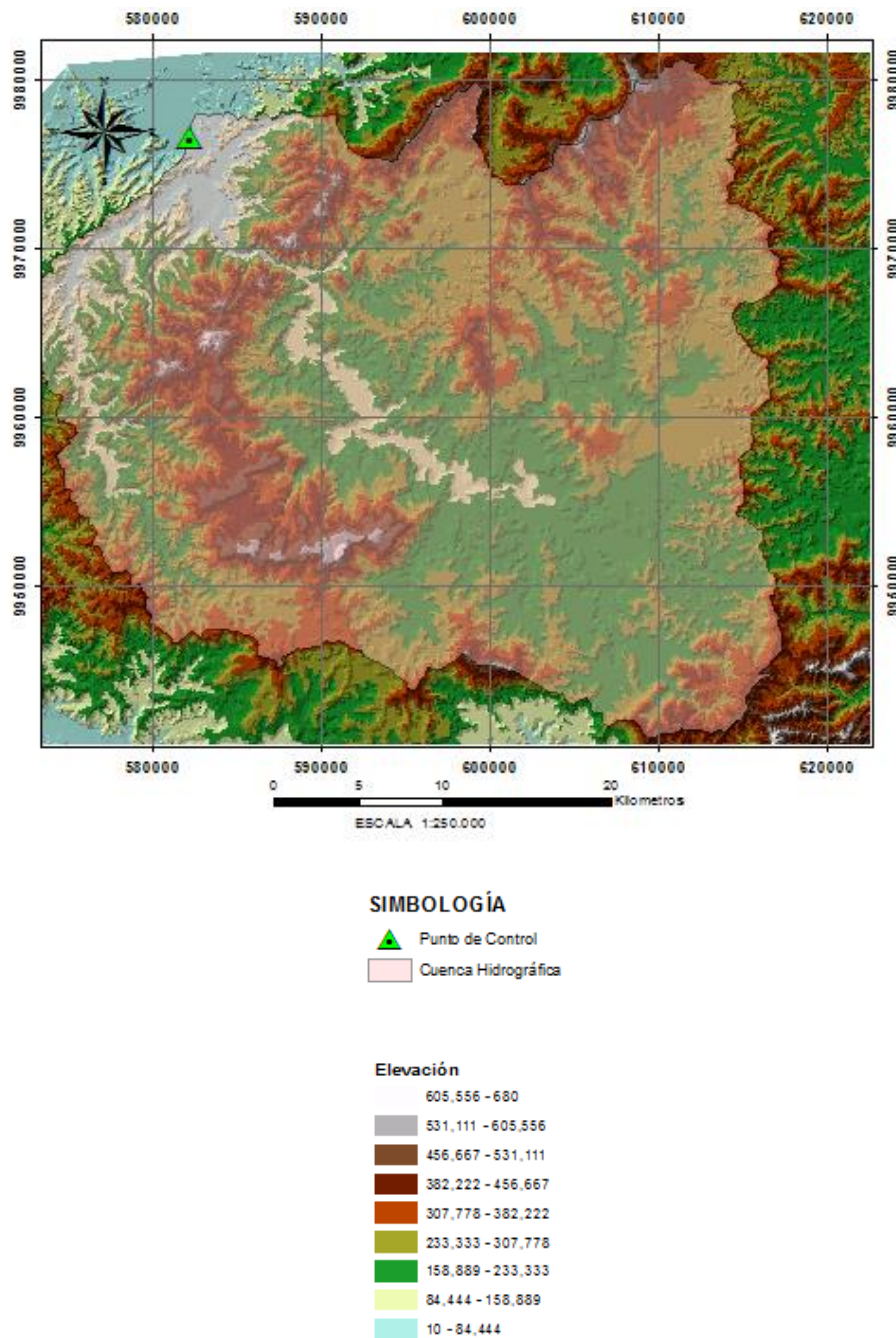 580000 590000 600000 610000 620000
9980000 9980000
9970000 9970000
9960000 9960000
9950000 9950000
580000 590000 600000 610000 620000
0 5 10 20
Kilometros
ESCALA 1:250.000
SIMBOLOGÍA
Punto de Control
Cuenca Hidrográfica
Elevación
605,556 - 680
531,111 - 605,556
456,667 - 531,111
382,222 - 456,667
307,778 - 382,222
233,333 - 307,778
158,889 - 233,333
84,444 - 158,889
10 - 84,444